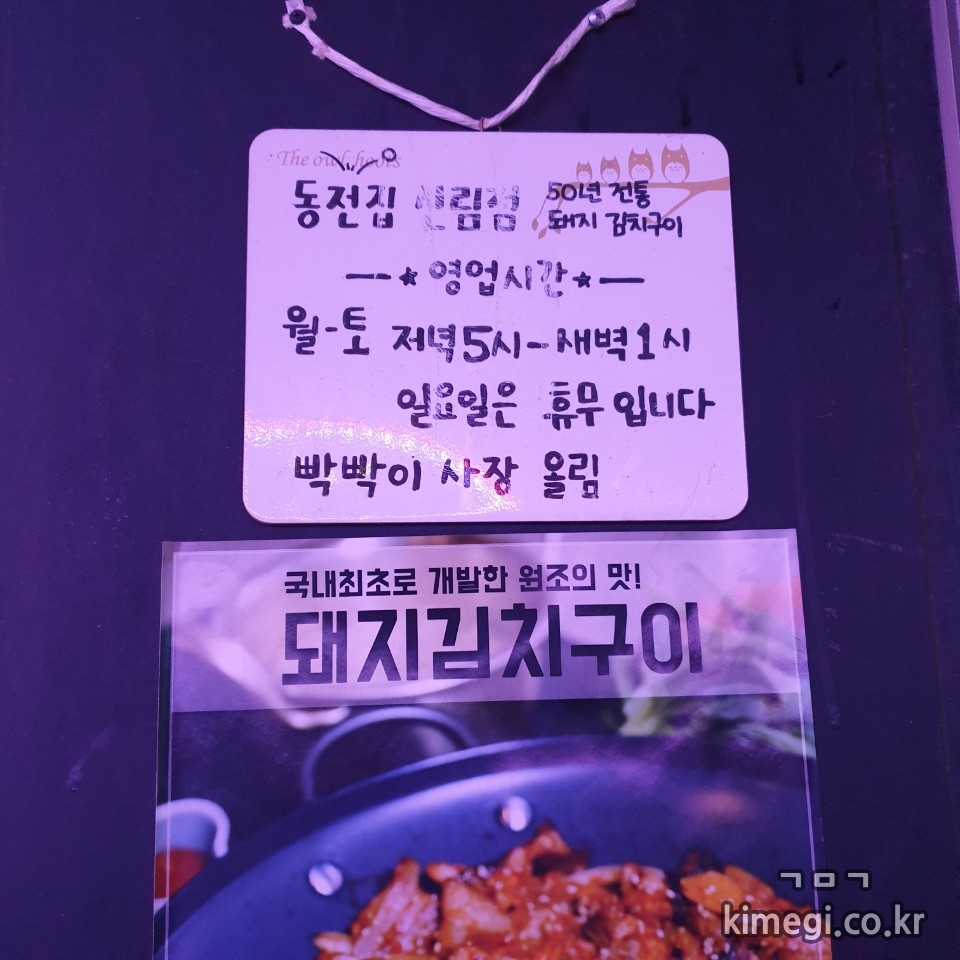 The owl hoots
동전집 신림점 50년 전통
돼지 김치구이
영업시간
월-토 저녁5시-새벽1시
일요일은 휴무입니다
빡빡이 사장 올림
국내최초로 개발한 원조의 맛!
돼지김치구이
ㄱㅁㄱ
kimegi.co.kr